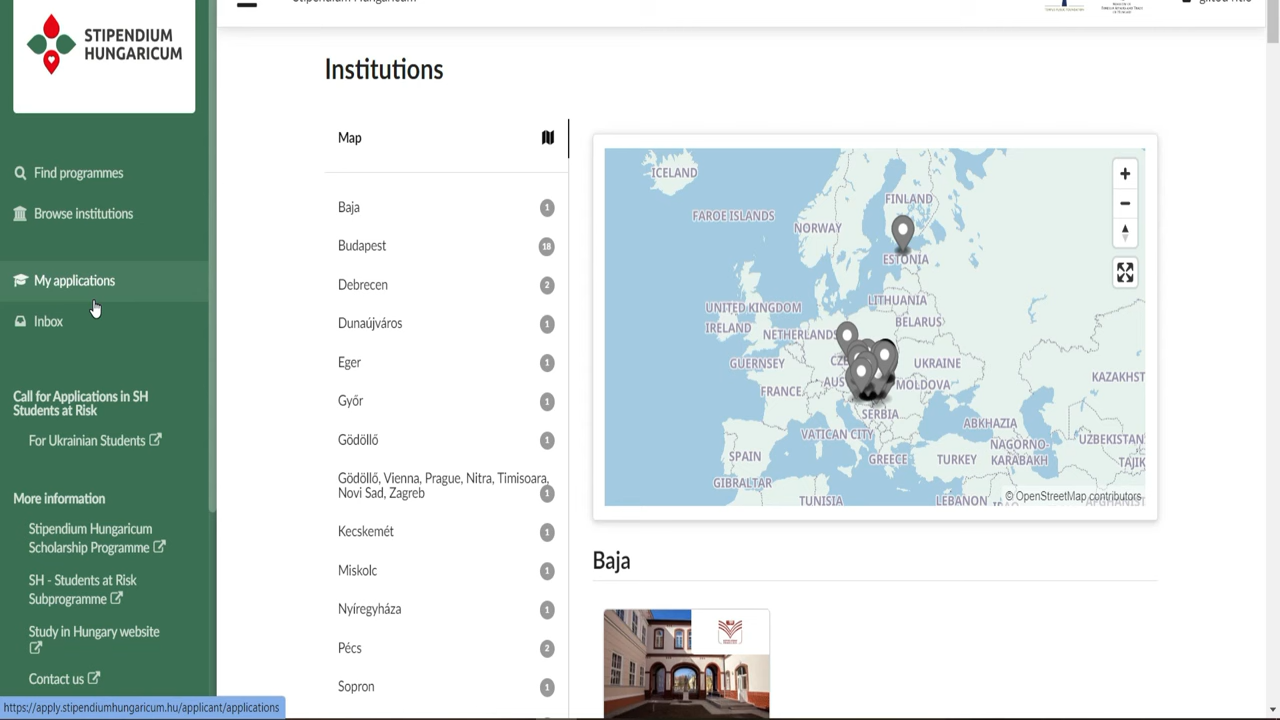 STIPENDIUM
HUNGARICUM
Find programmes
Browse institutions
My applications
Inbox
Call for Applications in SH
Students at Risk
For Ukrainian Students
More information
Stipendium Hungaricum
Scholarship Programme
SH - Students at Risk
Subprogramme
Study in Hungary website
Contact us
https://apply.stipendiumhungaricum.hu/applicant/applications
Stipendium Hungaricum
Institutions
Map
Baja 1
Budapest 18
Debrecen 2
Dunaújváros 1
Eger 1
Győr 1
Gödöllő 1
Gödöllő, Vienna, Prague, Nitra, Timisoara,
Novi Sad, Zagreb 1
Kecskemét 1
Miskolc 1
Nyíregyháza 1
Pécs 2
Sopron 1
ICELAND
FINLAND
FAROE ISLANDS
NORWAY
ESTONIA
LITHUANIA
UNITED KINGDOM
BELARUS
IRELAND
NETHERLANDS
GUERNSEY
UKRAINE
KAZAKHST
FRANCE
MOLDOVA
SERBIA
ABKHAZIA
VATICAN CITY
NAGORNO-
KARABAKH
UZBEKISTAN
SPAIN
GREECE
TURKEY
TAJIK
GIBRALTAR
TUNISIA
LEBANON
© OpenStreetMap contributors
Baja